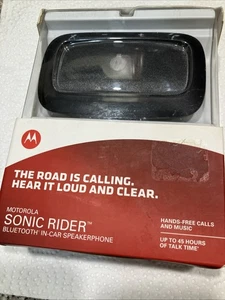 THE ROAD IS CALLING.
HEAR IT LOUD AND CLEAR.
MOTOROLA
SONIC RIDER™
BLUETOOTH® IN-CAR SPEAKERPHONE
HANDS-FREE CALLS
AND MUSIC
UP TO 45 HOURS
OF TALK TIME*